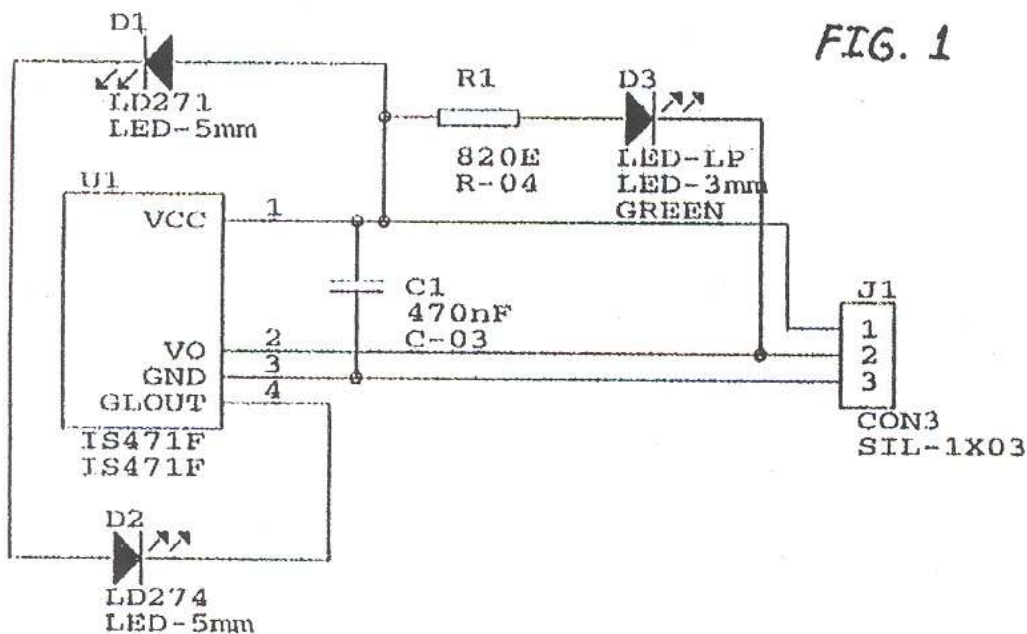 FIG. 1
D1
LD271
LED-5mm
R1
820E
R-04
D3
LED-LP
LED-3mm
GREEN
U1
VCC
1
VO
2
GND
3
GLOUT
4
IS471F
IS471F
C1
470nF
C-03
J1
1
2
3
CON3
SIL-1X03
D2
LD274
LED-5mm